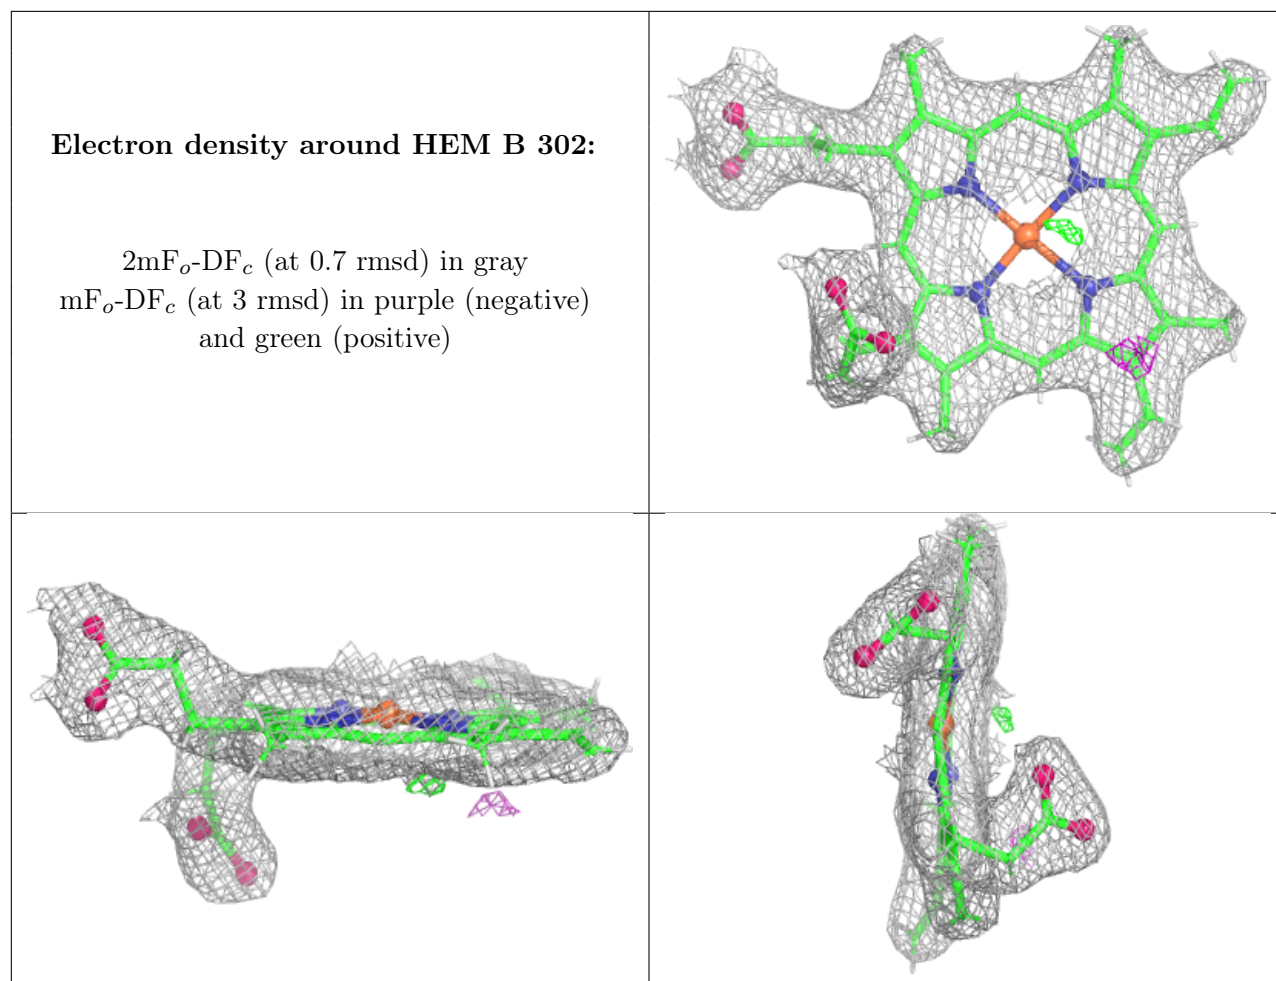 Electron density around HEM B 302:
2mFₒ-DF𝑐 (at 0.7 rmsd) in gray
mFₒ-DF𝑐 (at 3 rmsd) in purple (negative)
and green (positive)